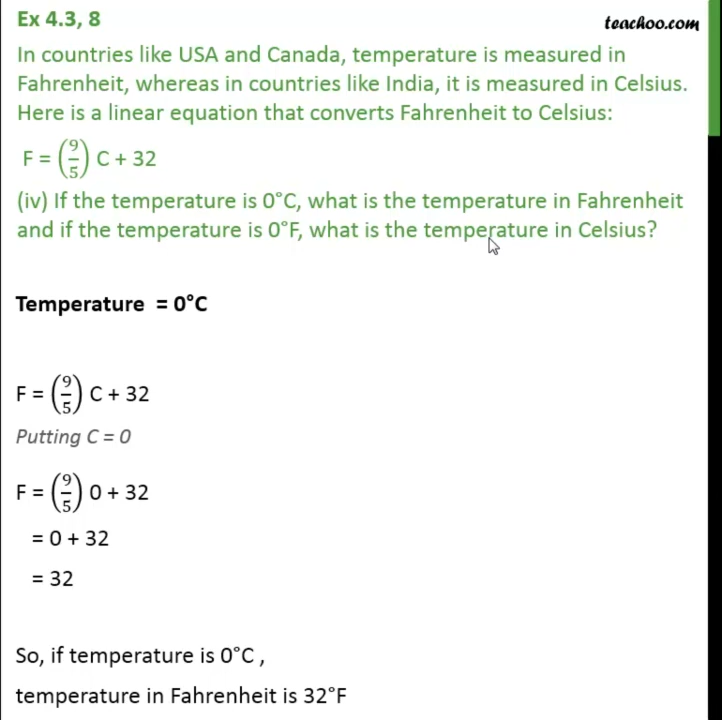 Ex 4.3, 8
teachoo.com
In countries like USA and Canada, temperature is measured in
Fahrenheit, whereas in countries like India, it is measured in Celsius.
Here is a linear equation that converts Fahrenheit to Celsius:
F = (9/5) C + 32
(iv) If the temperature is 0°C, what is the temperature in Fahrenheit
and if the temperature is 0°F, what is the temperature in Celsius?
Temperature = 0°C
F = (9/5) C + 32
Putting C = 0
F = (9/5) 0 + 32
= 0 + 32
= 32
So, if temperature is 0°C ,
temperature in Fahrenheit is 32°F